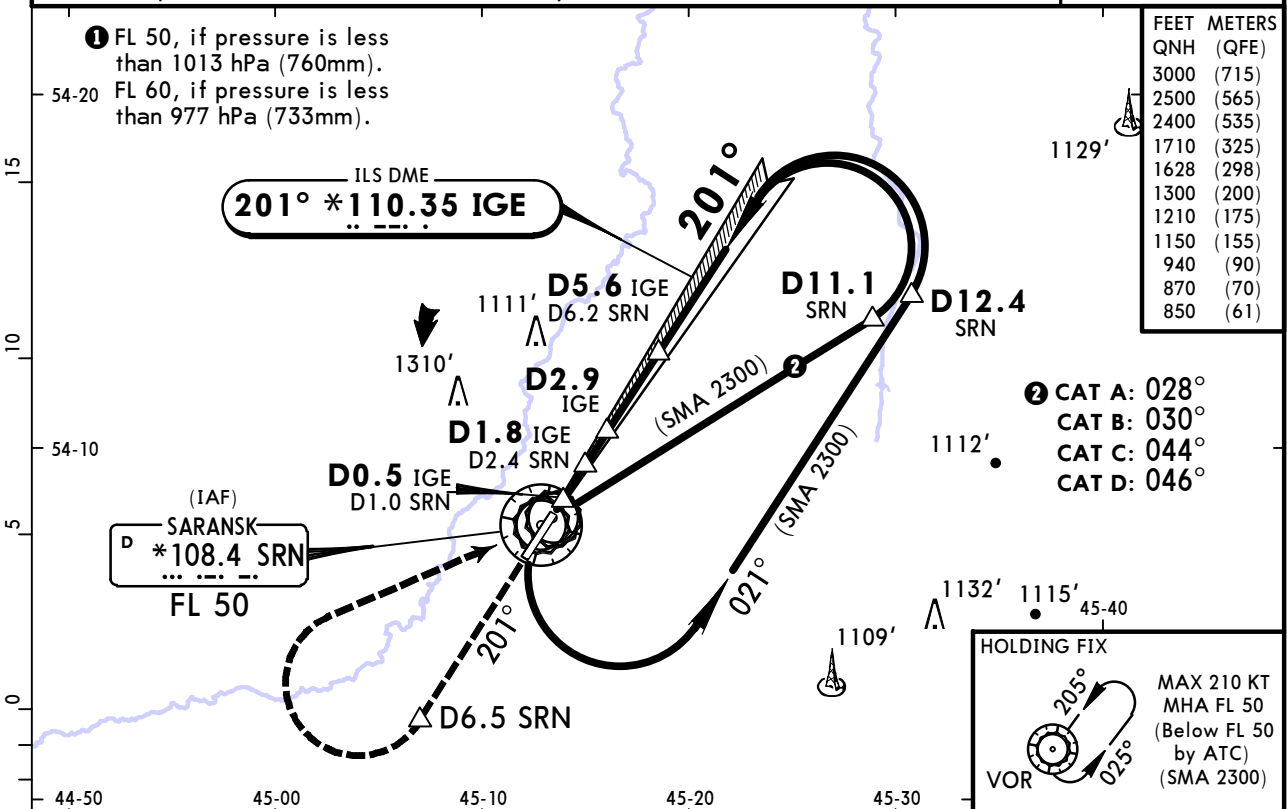 ❶ FL 50, if pressure is less
than 1013 hPa (760mm).
FL 60, if pressure is less
than 977 hPa (733mm).
FEET METERS
QNH (QFE)
3000 (715)
2500 (565)
2400 (535)
1710 (325)
1628 (298)
1300 (200)
1210 (175)
1150 (155)
940 (90)
870 (70)
850 (61)
54-20
15
10
54-10
5
0
1129'
ILS DME
201° *110.35 IGE
201°
D5.6 IGE
D6.2 SRN
1111'
1310'
D11.1
SRN
D12.4
SRN
D2.9
IGE
D1.8 IGE
D2.4 SRN
D0.5 IGE
D1.0 SRN
(SMA 2300)
❷
(SMA 2300)
❷ CAT A: 028°
CAT B: 030°
CAT C: 044°
CAT D: 046°
1112'
(IAF)
SARANSK
D *108.4 SRN
FL 50
201°
021°
D6.5 SRN
1109'
1132'
1115'
45-40
HOLDING FIX
205°
025°
VOR
MAX 210 KT
MHA FL 50
(Below FL 50
by ATC)
(SMA 2300)
44-50
45-00
45-10
45-20
45-30